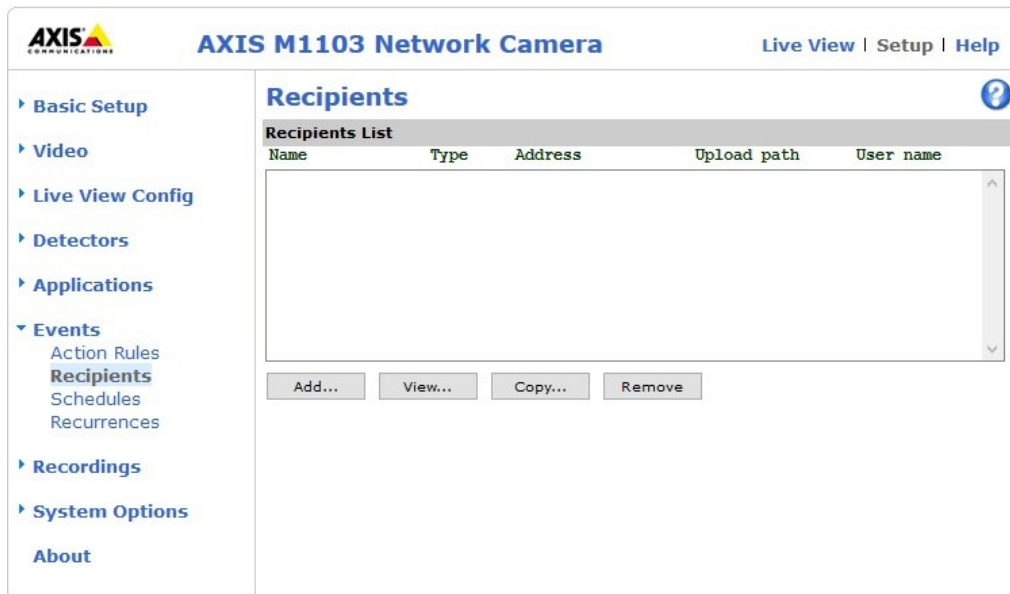 AXIS
COMMUNICATIONS
AXIS M1103 Network Camera
Live View | Setup | Help
Basic Setup
Video
Live View Config
Detectors
Applications
Events
Action Rules
Recipients
Schedules
Recurrences
Recordings
System Options
About
Recipients
?
Recipients List
Name Type Address Upload path User name
Add... View... Copy... Remove